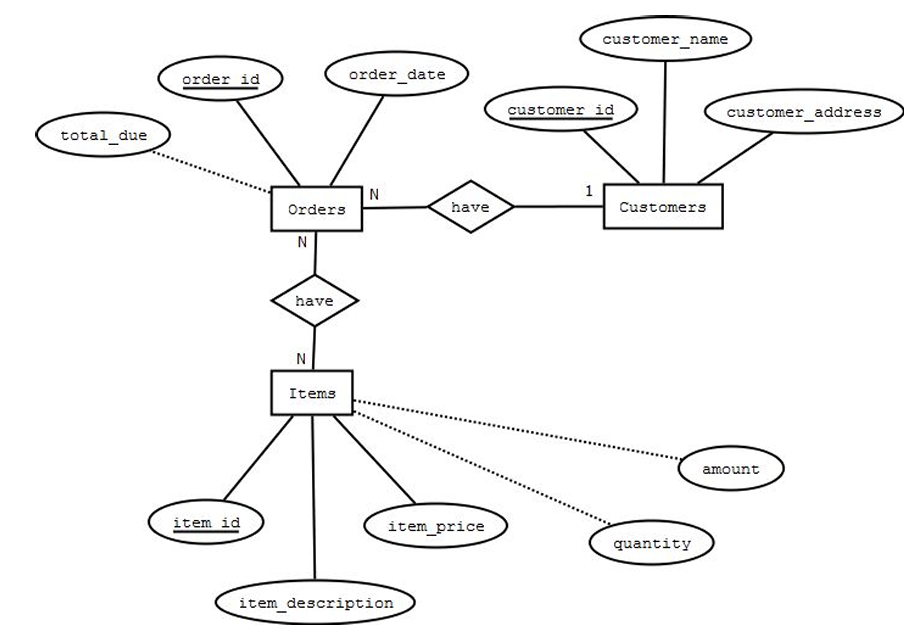 customer_name
order_id
order_date
customer_id
customer_address
total_due
Orders
N
have
1
Customers
N
have
N
Items
amount
item_id
item_price
quantity
item_description